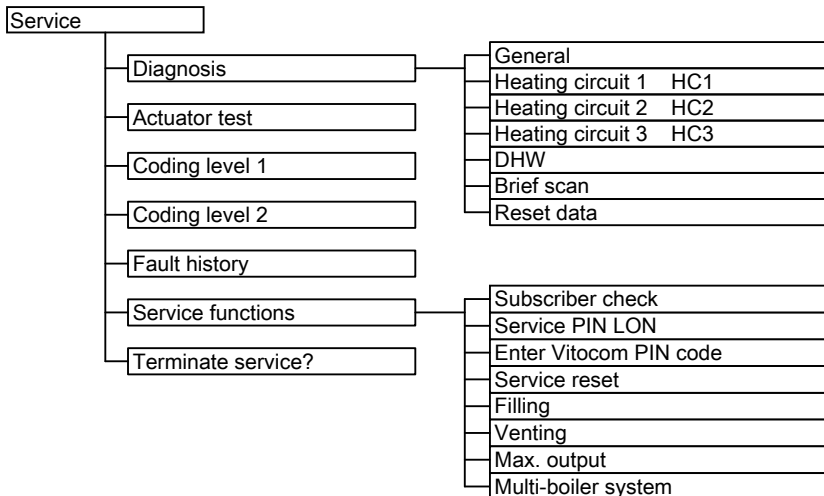 Service
Diagnosis
General
Heating circuit 1 HC1
Heating circuit 2 HC2
Heating circuit 3 HC3
DHW
Brief scan
Reset data
Actuator test
Coding level 1
Coding level 2
Fault history
Service functions
Subscriber check
Service PIN LON
Enter Vitocom PIN code
Service reset
Filling
Venting
Max. output
Multi-boiler system
Terminate service?